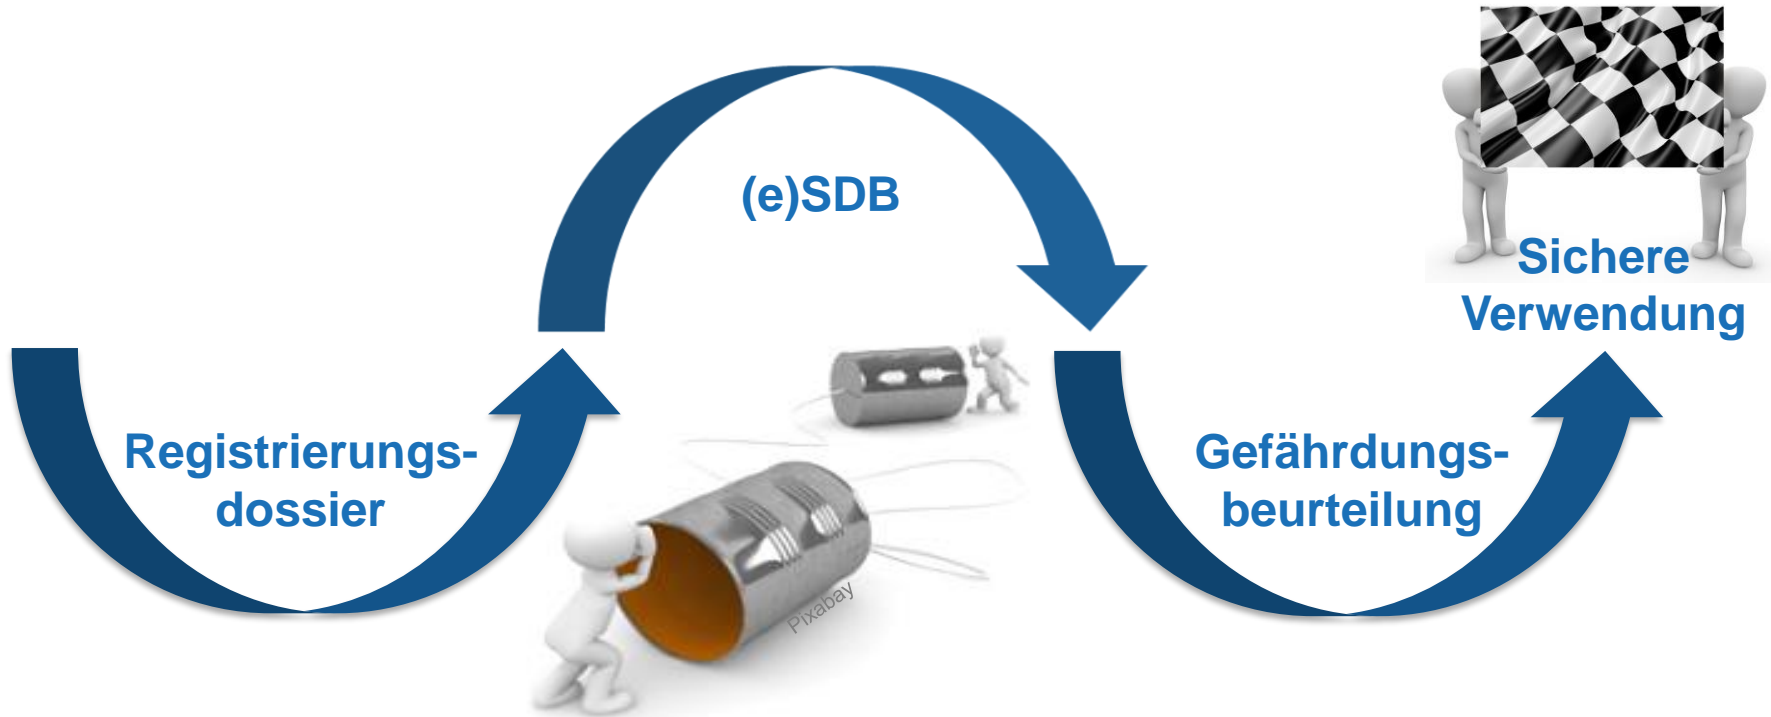 (e)SDB
Sichere
Verwendung
Registrierungs-
dossier
Gefährdungs-
beurteilung
Pixabay